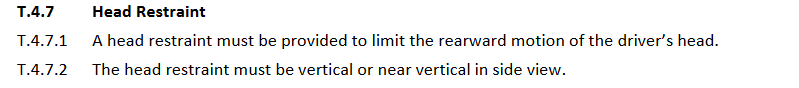 T.4.7 Head Restraint
T.4.7.1 A head restraint must be provided to limit the rearward motion of the driver’s head.
T.4.7.2 The head restraint must be vertical or near vertical in side view.